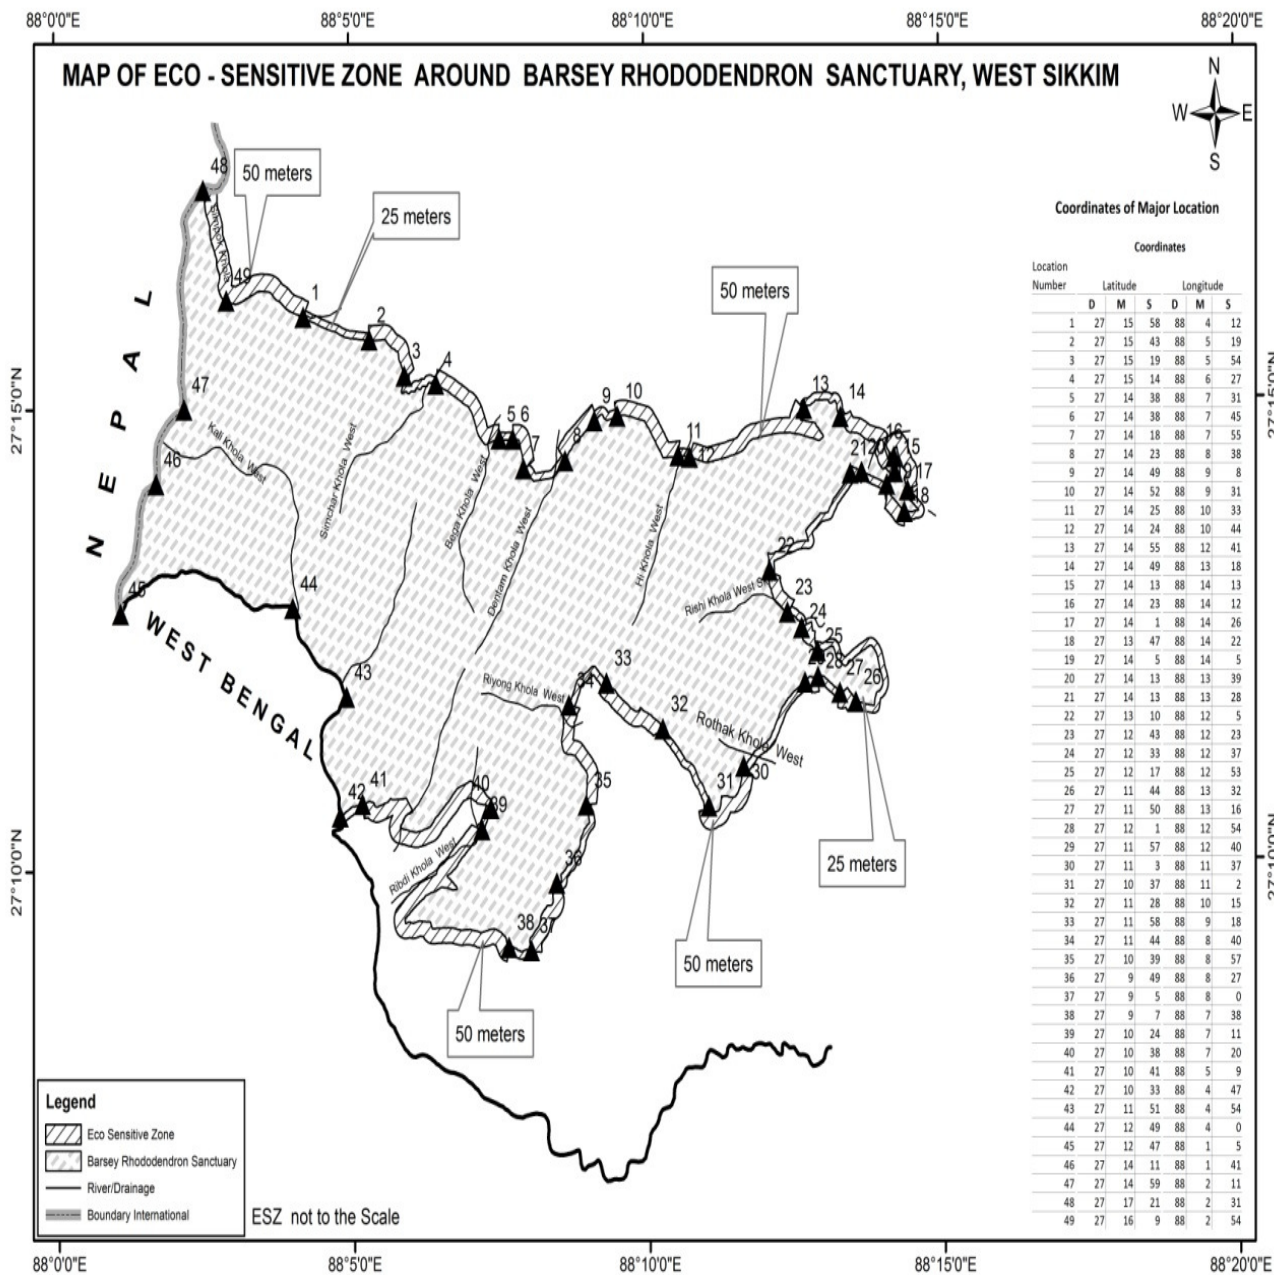 88°0'0"E 88°5'0"E 88°10'0"E 88°15'0"E 88°20'0"E
MAP OF ECO - SENSITIVE ZONE AROUND BARSEY RHODODENDRON SANCTUARY, WEST SIKKIM
N
W E
S
48
50 meters
25 meters
49
1
2
3
4
50 meters
5 6
7
8
9 10
11
12
13
14
16
15
21 20
17
18
22
23
24
25
28 27
26
33
34
32
31 30
35
36
37
38
39
40
41
42
43
44
45
46
47
NEPAL
WEST BENGAL
Kali Khola West
Simchar Khola West
Bega Khola West
Dentam Khola West
Hi Khola West
Rishi Khola West
Riyong Khola West
Rothak Khola West
Ribdi Khola West
25 meters
50 meters
50 meters
27°15'0"N 27°15'0"N
27°10'0"N 27°10'0"N
Coordinates of Major Location
Coordinates
Location
Number Latitude Longitude
D M S D M S
1 27 15 58 88 4 12
2 27 15 43 88 5 19
3 27 15 19 88 5 54
4 27 15 14 88 6 27
5 27 14 38 88 7 31
6 27 14 38 88 7 45
7 27 14 18 88 7 55
8 27 14 23 88 8 38
9 27 14 49 88 9 8
10 27 14 52 88 9 31
11 27 14 25 88 10 33
12 27 14 24 88 10 44
13 27 14 55 88 12 41
14 27 14 49 88 13 18
15 27 14 13 88 14 13
16 27 14 23 88 14 12
17 27 14 1 88 14 26
18 27 13 47 88 14 22
19 27 14 5 88 14 5
20 27 14 13 88 13 39
21 27 14 13 88 13 28
22 27 13 10 88 12 5
23 27 12 43 88 12 23
24 27 12 33 88 12 37
25 27 12 17 88 12 53
26 27 11 44 88 13 32
27 27 11 50 88 13 16
28 27 12 1 88 12 54
29 27 11 57 88 12 40
30 27 11 3 88 11 37
31 27 10 37 88 11 2
32 27 11 28 88 10 15
33 27 11 58 88 9 18
34 27 11 44 88 8 40
35 27 10 39 88 8 57
36 27 9 49 88 8 27
37 27 9 5 88 8 0
38 27 9 7 88 7 38
39 27 10 24 88 7 11
40 27 10 38 88 7 20
41 27 10 41 88 5 9
42 27 10 33 88 4 47
43 27 11 51 88 4 54
44 27 12 49 88 4 0
45 27 12 47 88 1 5
46 27 14 11 88 1 41
47 27 14 59 88 2 11
48 27 17 21 88 2 31
49 27 16 9 88 2 54
Legend
Eco Sensitive Zone
Barsey Rhododendron Sanctuary
River/Drainage
Boundary International
ESZ not to the Scale
88°0'0"E 88°5'0"E 88°10'0"E 88°15'0"E 88°20'0"E